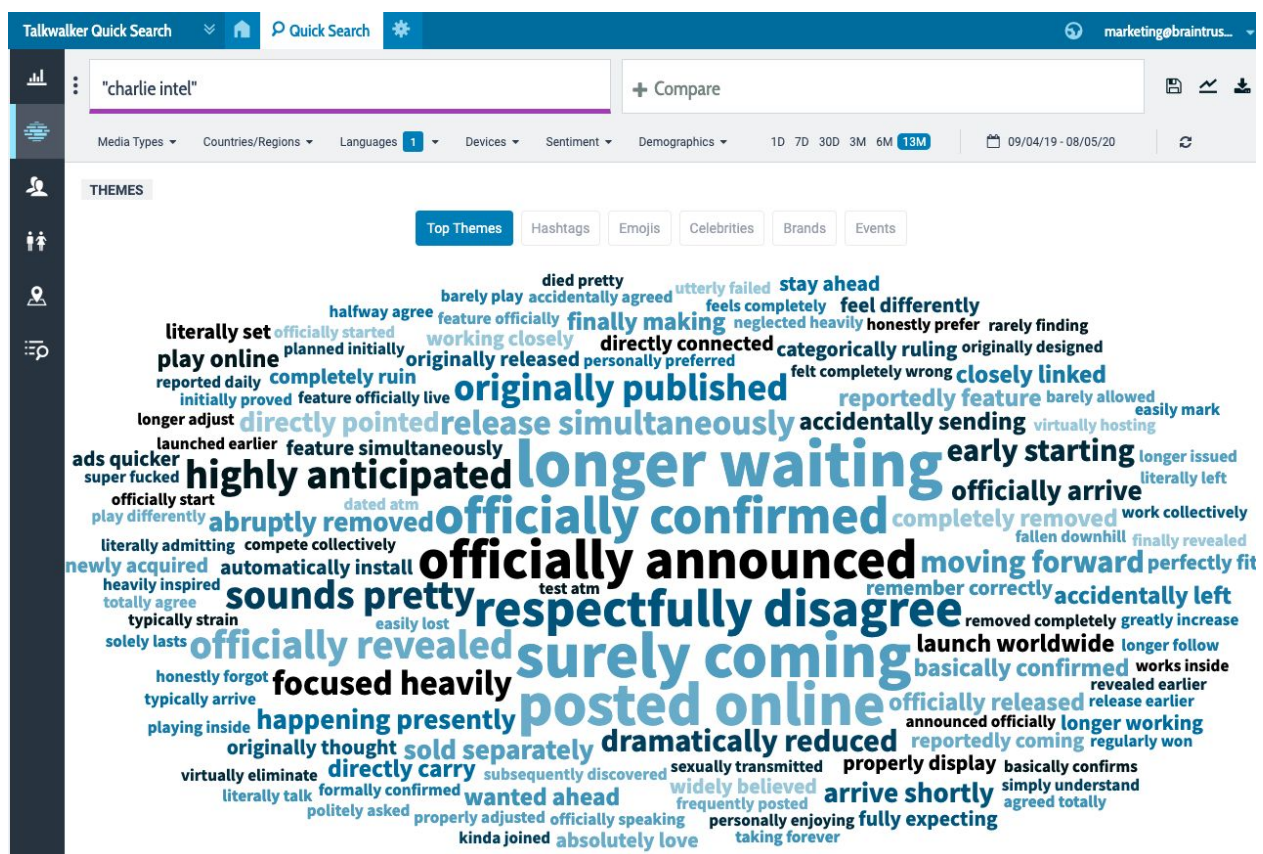 Talkwalker Quick Search
Quick Search
marketing@braintrus...
"charlie intel"
+ Compare
Media Types
Countries/Regions
Languages 1
Devices
Sentiment
Demographics
1D 7D 30D 3M 6M 13M
09/04/19 - 08/05/20
THEMES
Top Themes
Hashtags
Emojis
Celebrities
Brands
Events
died pretty
utterly failed
stay ahead
barely play
accidentally agreed
feels completely
feel differently
halfway agree
feature officially
finally making
neglected heavily
honestly prefer
rarely finding
literally set
officially started
working closely
directly connected
categorically ruling
originally designed
play online
planned initially
originally released
personally preferred
felt completely wrong
closely linked
reported daily
completely ruin
originally published
reportedly feature
barely allowed
initially proved
feature officially live
easily mark
longer adjust
directly pointed
release simultaneously
accidentally sending
virtually hosting
launched earlier
feature simultaneously
longer waiting
early starting
longer issued
ads quicker
super fucked
highly anticipated
literally left
officially start
dated atm
officially arrive
play differently
abruptly removed
officially confirmed
completely removed
work collectively
fallen downhill
finally revealed
literally admitting
compete collectively
officially announced
moving forward
perfectly fit
newly acquired
automatically install
heavily inspired
sounds pretty
test atm
respectfully disagree
remember correctly
accidentally left
totally agree
typically strain
easily lost
removed completely
greatly increase
solely lasts
officially revealed
surely coming
launch worldwide
longer follow
basically confirmed
works inside
honestly forgot
focused heavily
revealed earlier
typically arrive
posted online
officially released
release earlier
playing inside
happening presently
announced officially
longer working
originally thought
sold separately
dramatically reduced
reportedly coming
regularly won
virtually eliminate
directly carry
subsequently discovered
sexually transmitted
properly display
basically confirms
literally talk
formally confirmed
wanted ahead
widely believed
frequently posted
arrive shortly
simply understand
agreed totally
politely asked
properly adjusted
officially speaking
personally enjoying
fully expecting
kinda joined
absolutely love
taking forever